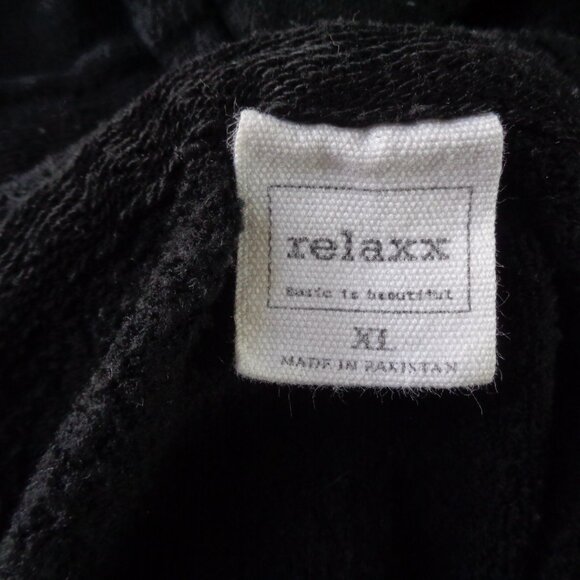 relaxx
Basic is beautiful
XL
MADE IN PAKISTAN